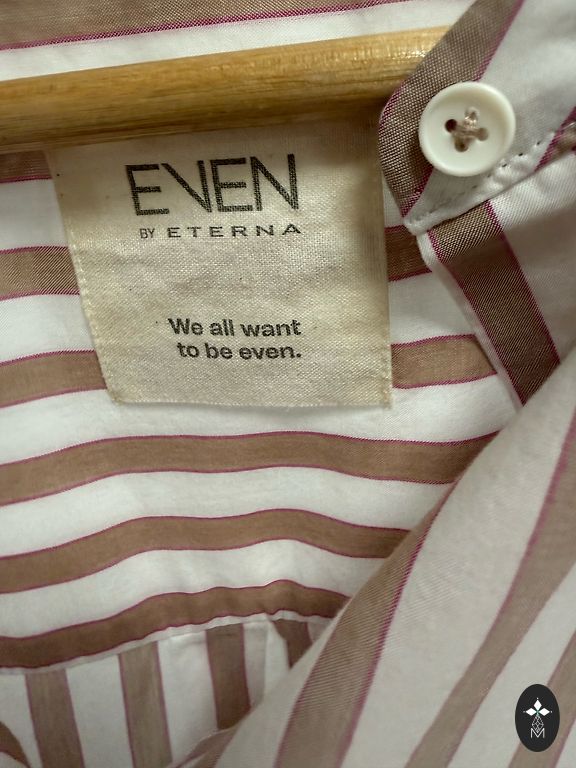 EVEN
BY ETERNA
We all want
to be even.